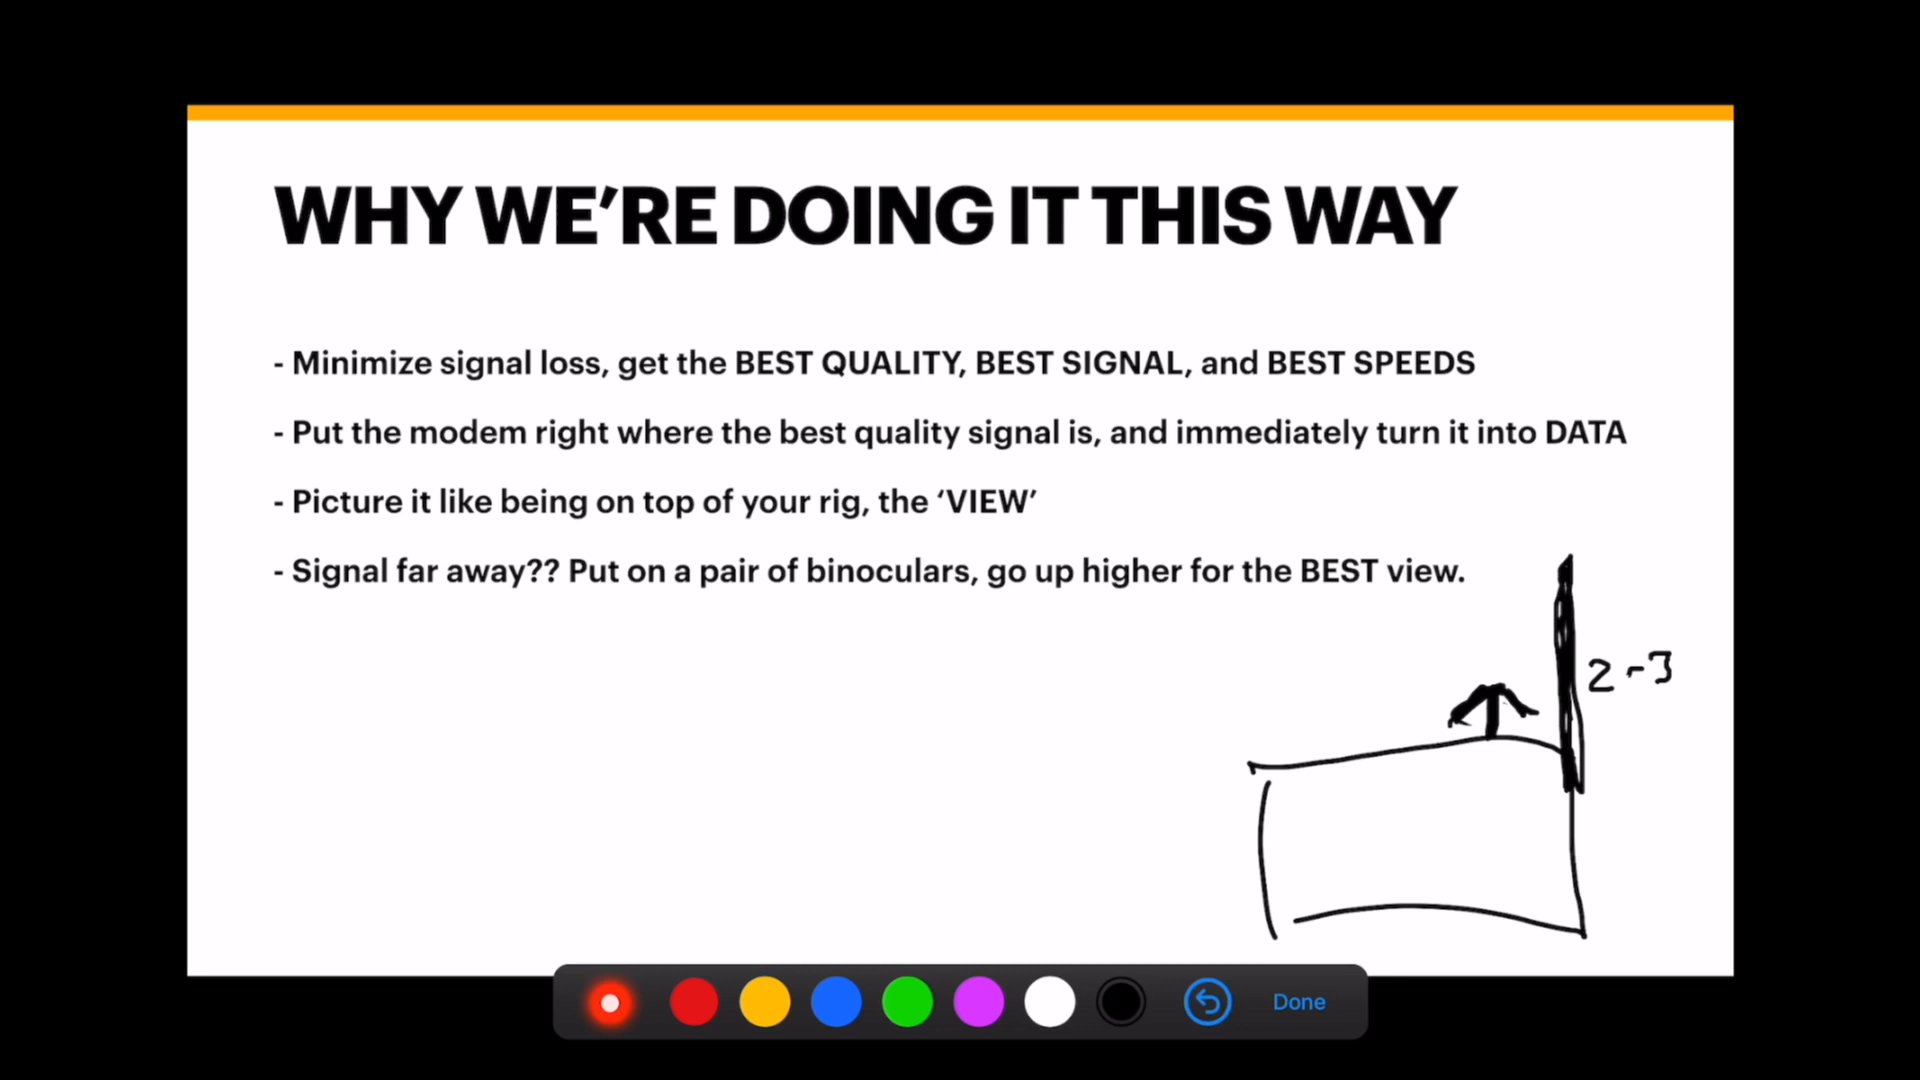 WHY WE’RE DOING IT THIS WAY
- Minimize signal loss, get the BEST QUALITY, BEST SIGNAL, and BEST SPEEDS
- Put the modem right where the best quality signal is, and immediately turn it into DATA
- Picture it like being on top of your rig, the ‘VIEW’
- Signal far away?? Put on a pair of binoculars, go up higher for the BEST view.
2-3
Done